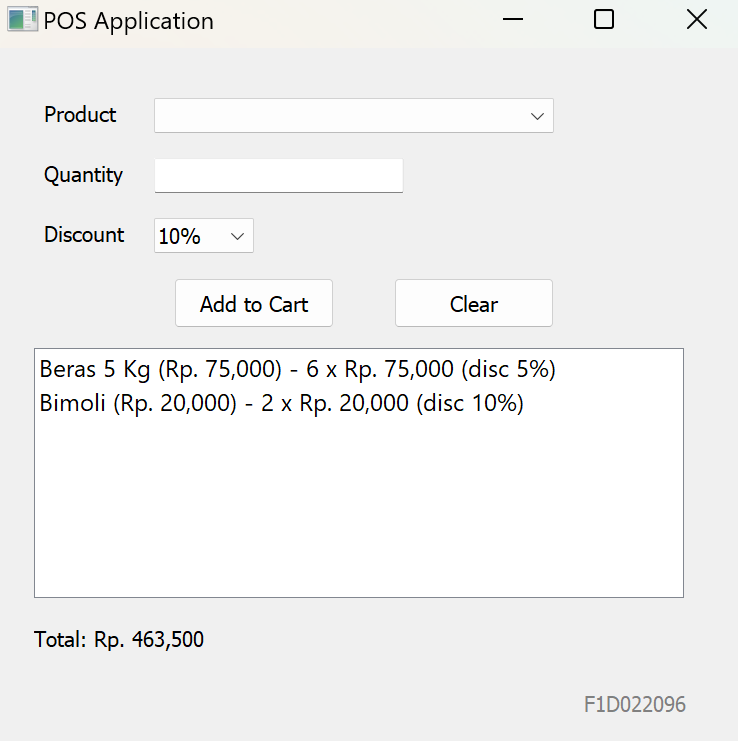 POS Application
Product
Quantity
Discount 10%
Add to Cart Clear
Beras 5 Kg (Rp. 75,000) - 6 x Rp. 75,000 (disc 5%)
Bimoli (Rp. 20,000) - 2 x Rp. 20,000 (disc 10%)
Total: Rp. 463,500
F1D022096